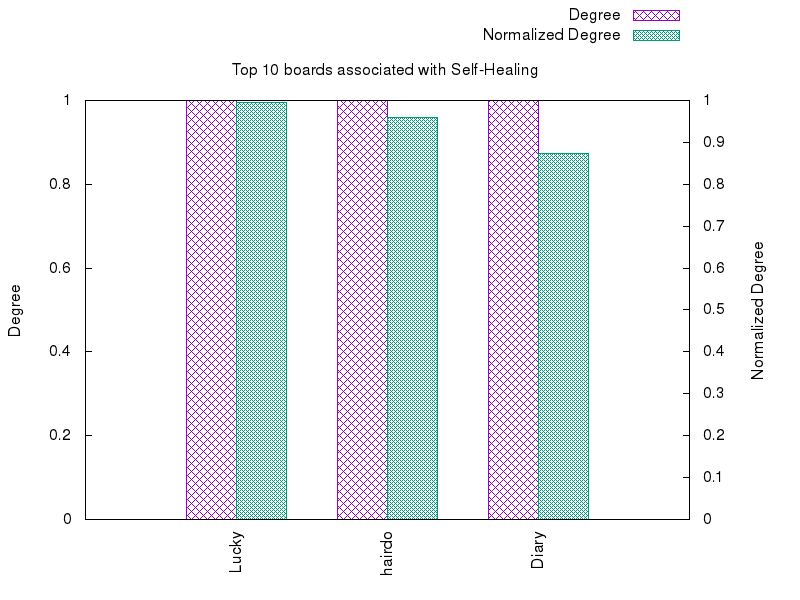 Degree
Normalized Degree
Top 10 boards associated with Self-Healing
1
0.8
0.6
0.4
0.2
0
Degree
1
0.9
0.8
0.7
0.6
0.5
0.4
0.3
0.2
0.1
0
Normalized Degree
Lucky
hairdo
Diary